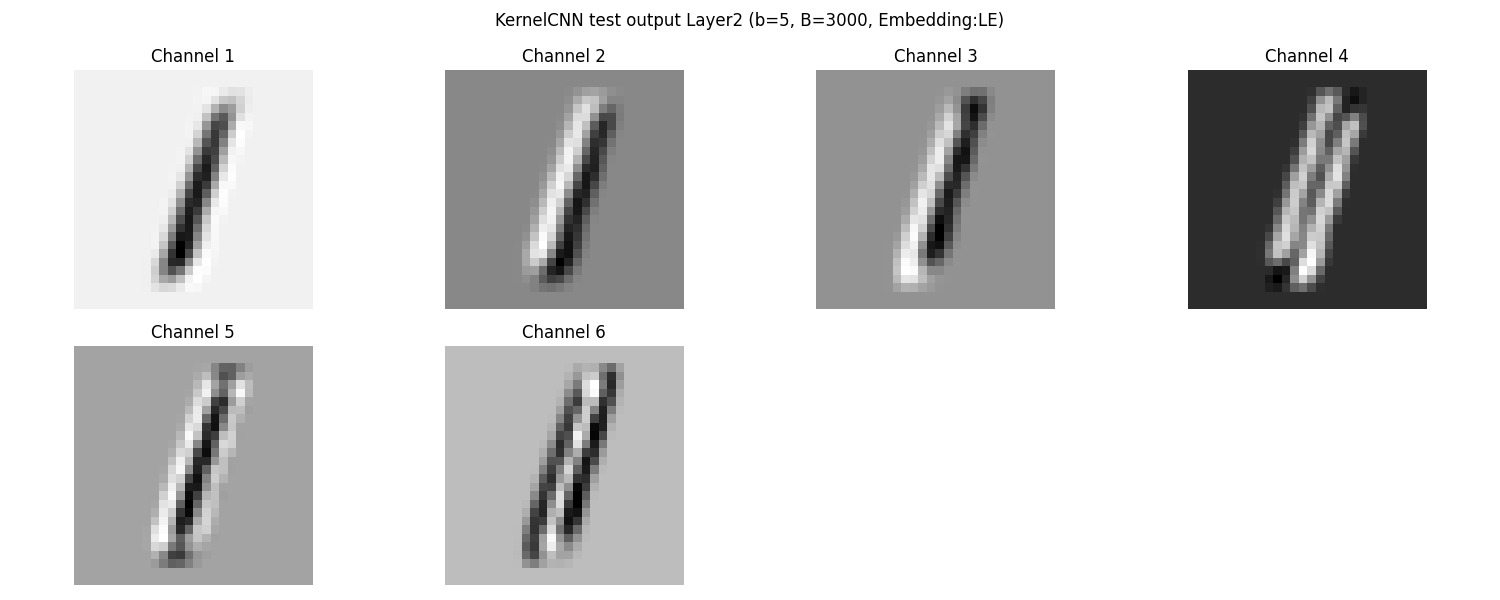 KernelCNN test output Layer2 (b=5, B=3000, Embedding:LE)
Channel 1
Channel 2
Channel 3
Channel 4
Channel 5
Channel 6